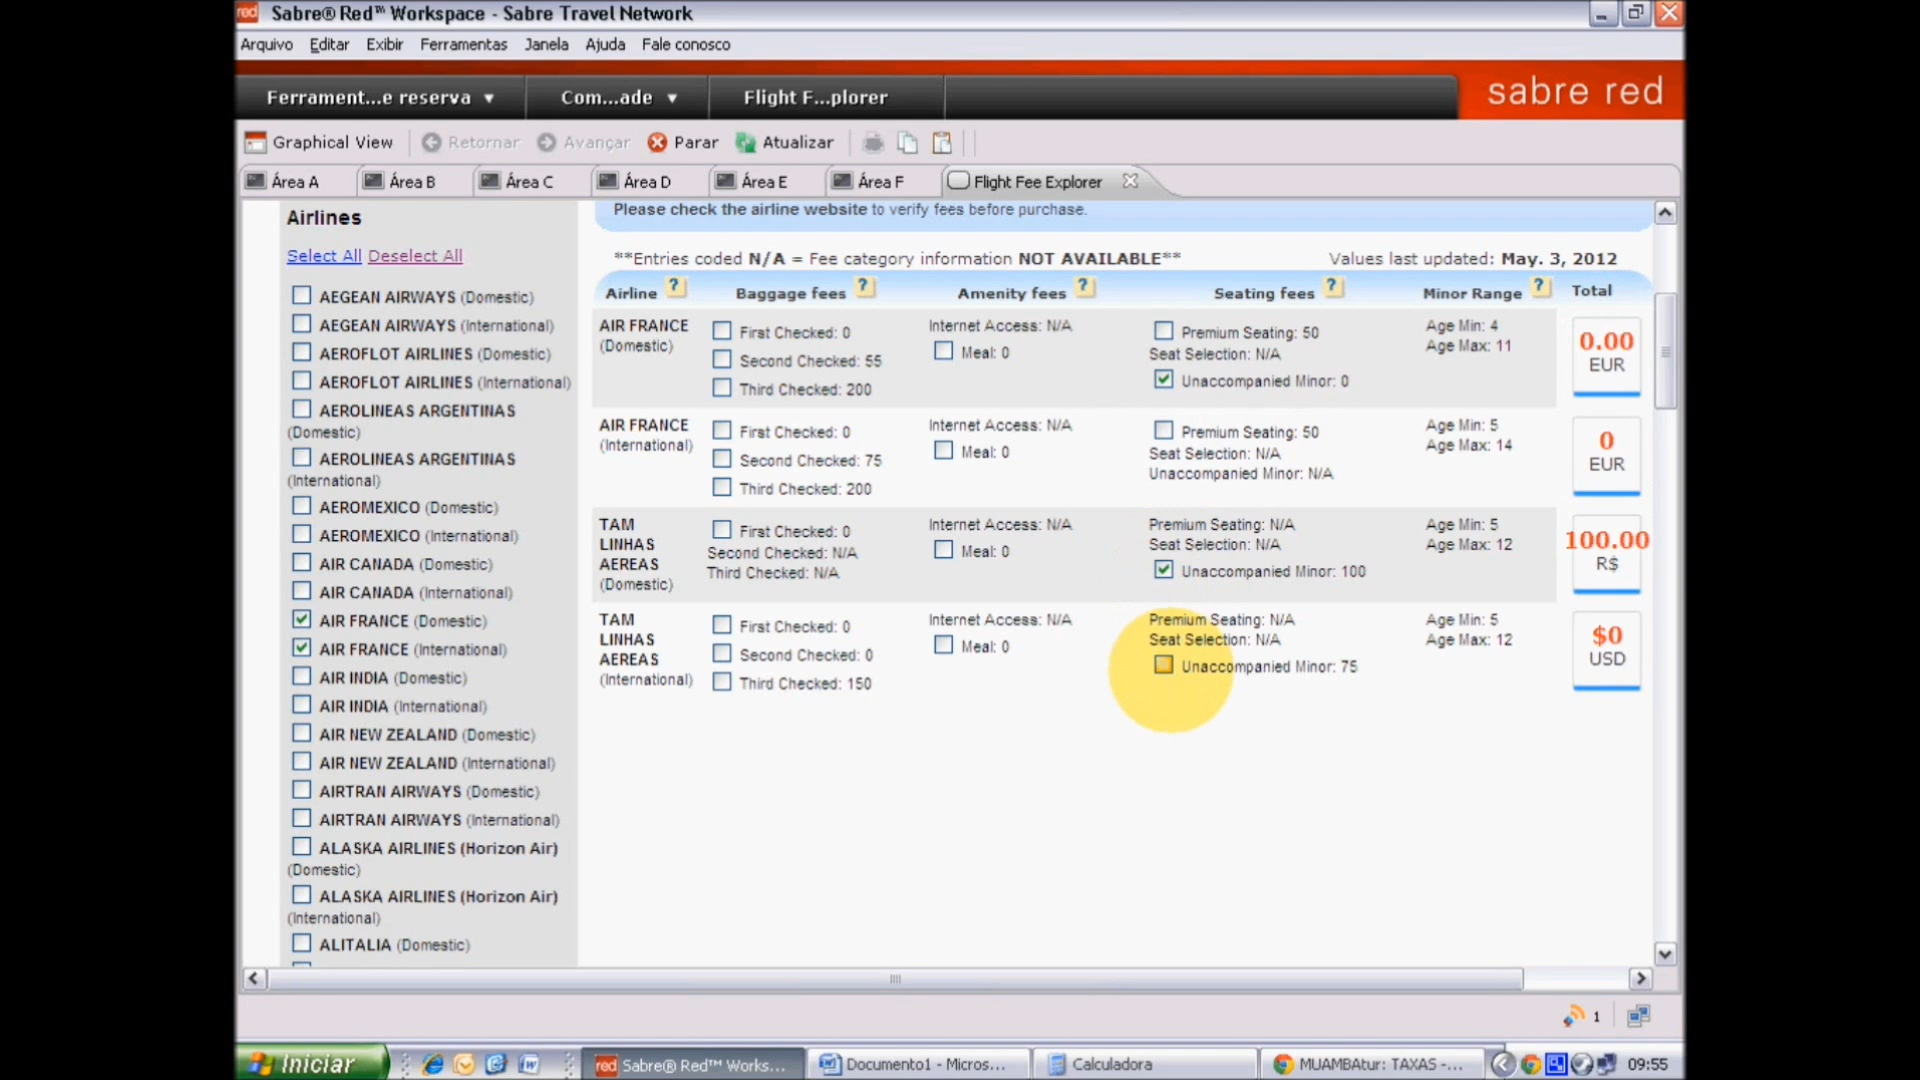 red Sabre® Red™ Workspace - Sabre Travel Network
Arquivo Editar Exibir Ferramentas Janela Ajuda Fale conosco
Ferrament...e reserva Com...ade Flight F...plorer sabre red
Graphical View Retornar Avançar Parar Atualizar
Área A Área B Área C Área D Área E Área F Flight Fee Explorer
Airlines
Select All Deselect All
AEGEAN AIRWAYS (Domestic)
AEGEAN AIRWAYS (International)
AEROFLOT AIRLINES (Domestic)
AEROFLOT AIRLINES (International)
AEROLINEAS ARGENTINAS
(Domestic)
AEROLINEAS ARGENTINAS
(International)
AEROMEXICO (Domestic)
AEROMEXICO (International)
AIR CANADA (Domestic)
AIR CANADA (International)
AIR FRANCE (Domestic)
AIR FRANCE (International)
AIR INDIA (Domestic)
AIR INDIA (International)
AIR NEW ZEALAND (Domestic)
AIR NEW ZEALAND (International)
AIRTRAN AIRWAYS (Domestic)
AIRTRAN AIRWAYS (International)
ALASKA AIRLINES (Horizon Air)
(Domestic)
ALASKA AIRLINES (Horizon Air)
(International)
ALITALIA (Domestic)
Please check the airline website to verify fees before purchase.
**Entries coded N/A = Fee category information NOT AVAILABLE** Values last updated: May. 3, 2012
Airline ? Baggage fees ? Amenity fees ? Seating fees ? Minor Range ? Total
AIR FRANCE
(Domestic)
First Checked: 0
Second Checked: 55
Third Checked: 200
Internet Access: N/A
Meal: 0
Premium Seating: 50
Seat Selection: N/A
Unaccompanied Minor: 0
Age Min: 4
Age Max: 11
0.00
EUR
AIR FRANCE
(International)
First Checked: 0
Second Checked: 75
Third Checked: 200
Internet Access: N/A
Meal: 0
Premium Seating: 50
Seat Selection: N/A
Unaccompanied Minor: N/A
Age Min: 5
Age Max: 14
0
EUR
TAM
LINHAS
AEREAS
(Domestic)
First Checked: 0
Second Checked: N/A
Third Checked: N/A
Internet Access: N/A
Meal: 0
Premium Seating: N/A
Seat Selection: N/A
Unaccompanied Minor: 100
Age Min: 5
Age Max: 12
100.00
R$
TAM
LINHAS
AEREAS
(International)
First Checked: 0
Second Checked: 0
Third Checked: 150
Internet Access: N/A
Meal: 0
Premium Seating: N/A
Seat Selection: N/A
Unaccompanied Minor: 75
Age Min: 5
Age Max: 12
$0
USD
1
Iniciar red Sabre® Red™ Works... Documento1 - Micros... Calculadora MUAMBAtur: TAXAS -... 09:55